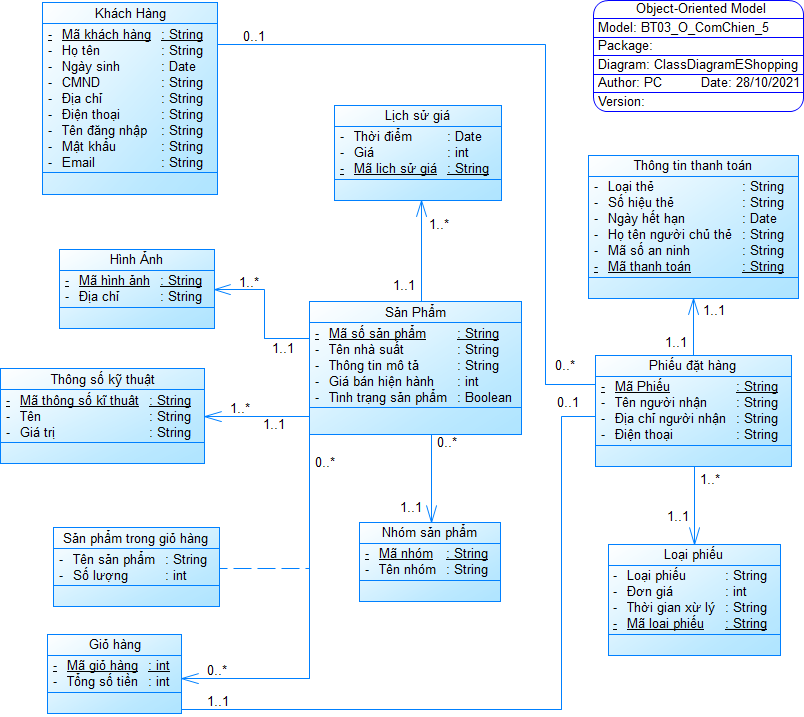 Khách Hàng
- Mã khách hàng : String
- Họ tên : String
- Ngày sinh : Date
- CMND : String
- Địa chỉ : String
- Điện thoại : String
- Tên đăng nhập : String
- Mật khẩu : String
- Email : String
0..1
Object-Oriented Model
Model: BT03_O_ComChien_5
Package:
Diagram: ClassDiagramEShopping
Author: PC Date: 28/10/2021
Version:
Lịch sử giá
- Thời điểm : Date
- Giá : int
- Mã lich sử giá : String
1..*
1..1
Thông tin thanh toán
- Loại thẻ : String
- Số hiệu thẻ : String
- Ngày hết hạn : Date
- Họ tên người chủ thẻ : String
- Mã số an ninh : String
- Mã thanh toán : String
1..1
1..1
Hình Ảnh
- Mã hình ảnh : String
- Địa chỉ : String
1..*
1..1
Sản Phẩm
- Mã số sản phẩm : String
- Tên nhà suất : String
- Thông tin mô tả : String
- Giá bán hiện hành : int
- Tình trạng sản phẩm : Boolean
0..*
0..1
Phiếu đặt hàng
- Mã Phiếu : String
- Tên người nhận : String
- Địa chỉ người nhận : String
- Điện thoại : String
Thông số kỹ thuật
- Mã thông số kĩ thuật : String
- Tên : String
- Giá trị : String
1..*
1..1
0..*
0..*
1..1
1..*
1..1
Sản phẩm trong giỏ hàng
- Tên sản phẩm : String
- Số lượng : int
Nhóm sản phẩm
- Mã nhóm : String
- Tên nhóm : String
Loại phiếu
- Loại phiếu : String
- Đơn giá : int
- Thời gian xừ lý : String
- Mã loai phiếu : String
Giỏ hàng
- Mã giỏ hàng : int
- Tổng số tiền : int
0..*
1..1